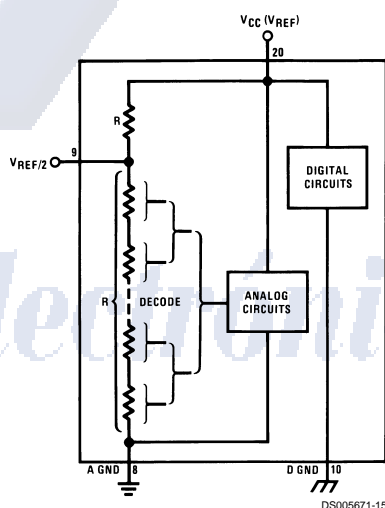 VCC (VREF)
20
R
9
VREF/2
DIGITAL
CIRCUITS
R
DECODE
ANALOG
CIRCUITS
A GND
8
D GND
10
DS005671-15